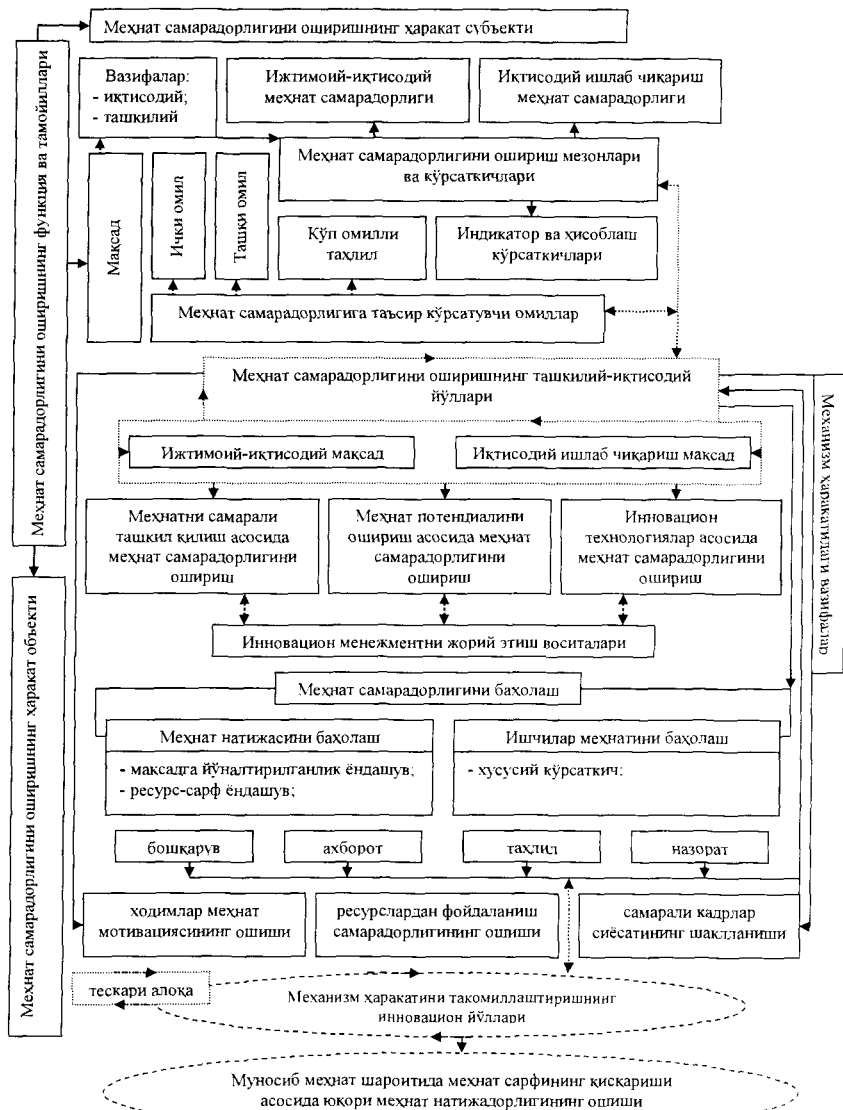 Меҳнат самарадорлигини оширишнинг ҳаракат субъекти
Меҳнат самарадорлигини оширишнинг функция ва тамойиллари
Вазифалар:
- иқтисодий;
- ташкилий
Ижтимоий-иқтисодий
меҳнат самарадорлиги
Иқтисодий ишлаб чиқариш
меҳнат самарадорлиги
Мақсад
Ички омил
Ташқи омил
Меҳнат самарадорлигини ошириш мезонлари
ва кўрсаткичлари
Кўп омилли
таҳлил
Индикатор ва ҳисоблаш
кўрсаткичлари
Меҳнат самарадорлигига таъсир кўрсатувчи омиллар
Меҳнат самарадорлигини оширишнинг ташкилий-иқтисодий
йўллари
Механизм ҳаракатидаги вазифалар
Ижтимоий-иқтисодий мақсад
Иқтисодий ишлаб чиқариш мақсад
Меҳнатни самарали
ташкил қилиш асосида
меҳнат самарадорлигини
ошириш
Меҳнат потенциалини
ошириш асосида меҳнат
самарадорлигини
ошириш
Инновацион
технологиялар асосида
меҳнат самарадорлигини
ошириш
Инновацион менежментни жорий этиш воситалари
Меҳнат самарадорлигини оширишнинг ҳаракат объекти
Меҳнат самарадорлигини баҳолаш
Меҳнат натижасини баҳолаш
- мақсадга йўналтирилганлик ёндашув;
- ресурс-сарф ёндашув;
Ишчилар меҳнатини баҳолаш
- хусусий кўрсаткич;
бошқарув
ахборот
таҳлил
назорат
ходимлар меҳнат
мотивациясининг ошиши
ресурслардан фойдаланиш
самарадорлигининг ошиши
самарали кадрлар
сиёсатининг шаклланиши
тескари алоқа
Механизм ҳаракатини такомиллаштиришнинг
инновацион йўллари
Муносиб меҳнат шароитида меҳнат сарфининг қисқариши
асосида юқори меҳнат натижадорлигининг ошиши